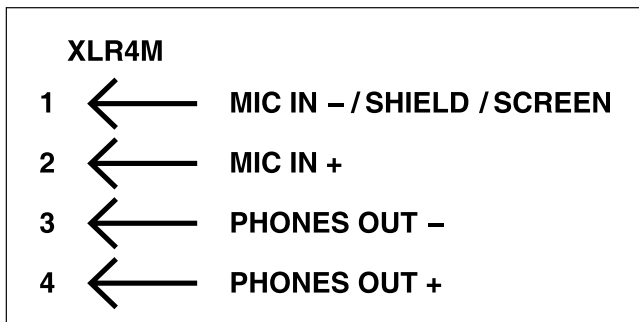 XLR4M
1 MIC IN – / SHIELD / SCREEN
2 MIC IN +
3 PHONES OUT –
4 PHONES OUT +